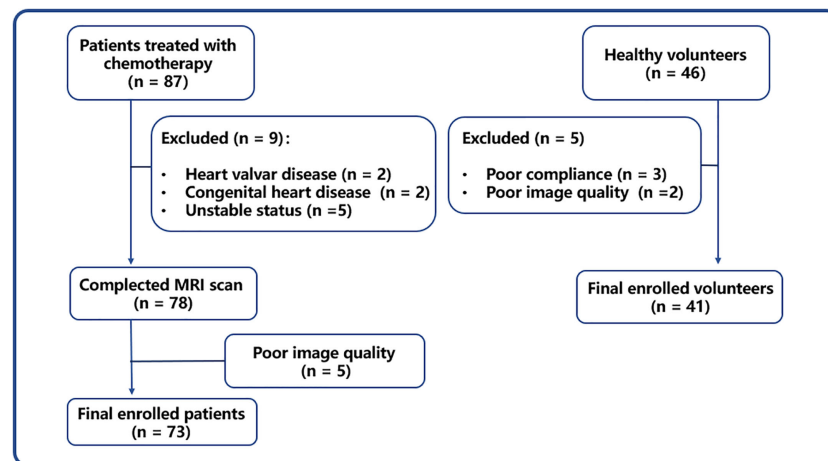 Patients treated with
chemotherapy
(n = 87)
Excluded (n = 9):
• Heart valvar disease (n = 2)
• Congenital heart disease (n = 2)
• Unstable status (n =5)
Complected MRI scan
(n = 78)
Poor image quality
(n = 5)
Final enrolled patients
(n = 73)
Healthy volunteers
(n = 46)
Excluded (n = 5)
• Poor compliance (n = 3)
• Poor image quality (n =2)
Final enrolled volunteers
(n = 41)